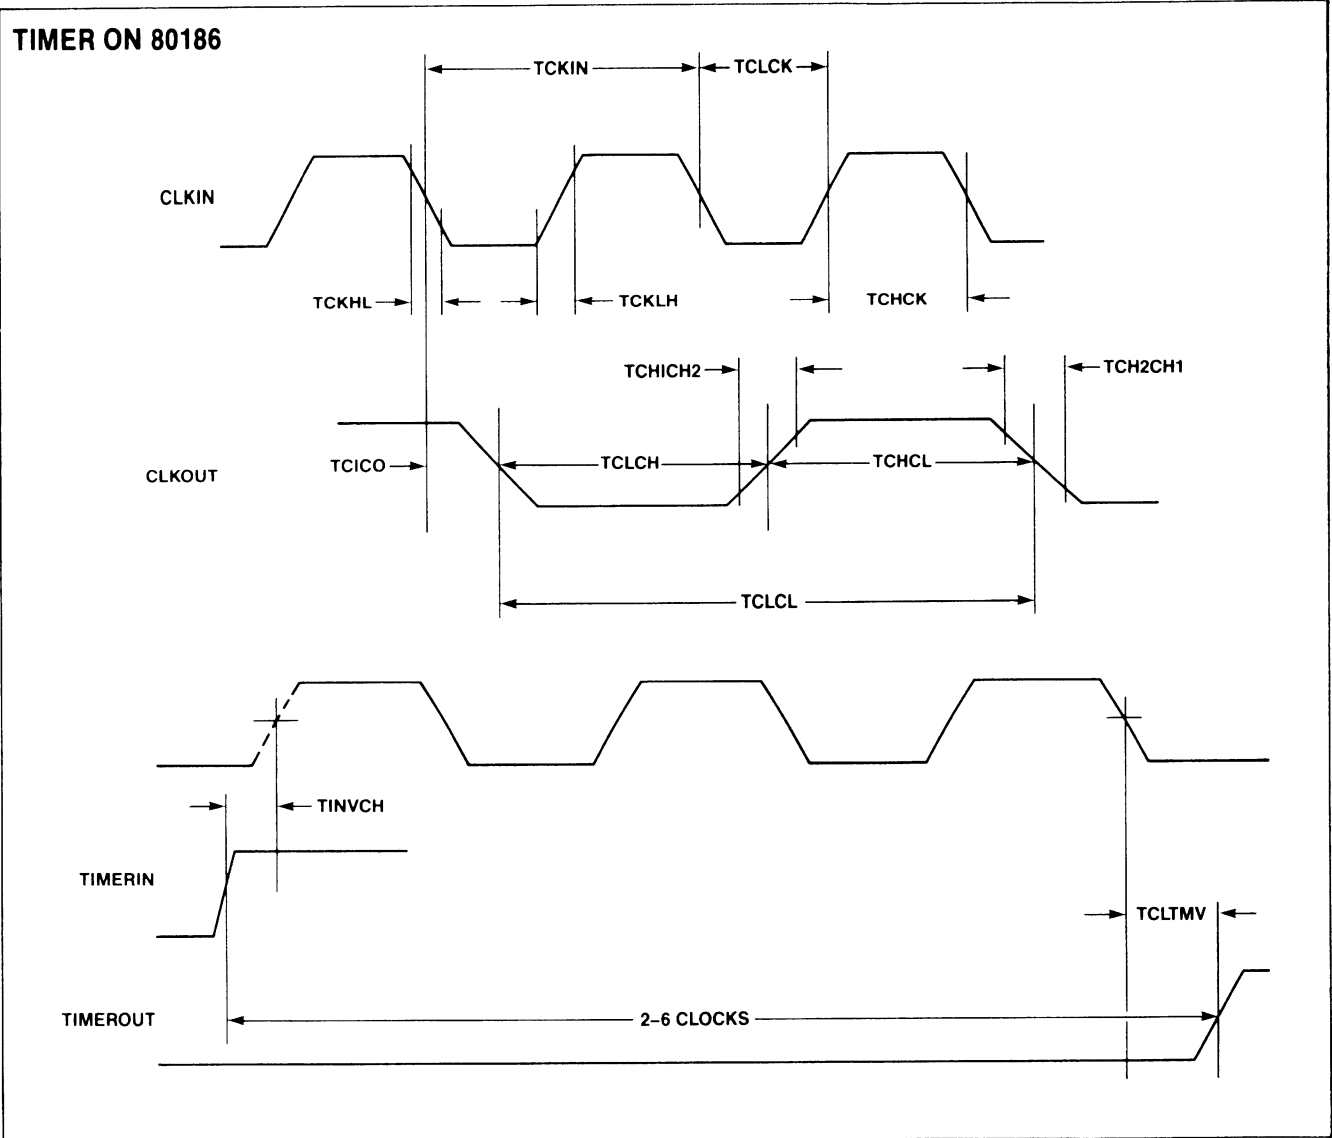 TIMER ON 80186
TCKIN
TCLCK
CLKIN
TCKHL
TCKLH
TCHCK
TCHICH2
TCH2CH1
TCICO
TCLCH
TCHCL
CLKOUT
TCLCL
TINVCH
TIMERIN
TCLTMV
TIMEROUT
2–6 CLOCKS